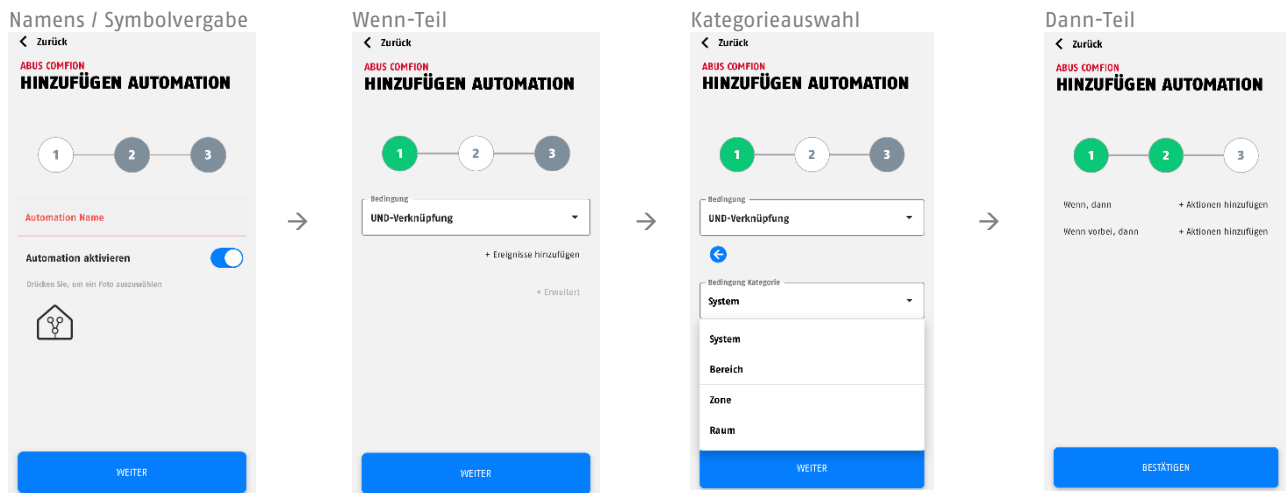 Namens / Symbolvergabe
Zurück
ABUS COMFION
HINZUFÜGEN AUTOMATION
1
2
3
Automation Name
Automation aktivieren
Drücken Sie, um ein Foto auszuwählen
WEITER
Wenn-Teil
Zurück
ABUS COMFION
HINZUFÜGEN AUTOMATION
1
2
3
Bedingung
UND-Verknüpfung
+ Ereignisse hinzufügen
+ Erweitert
WEITER
Kategorieauswahl
Zurück
ABUS COMFION
HINZUFÜGEN AUTOMATION
1
2
3
Bedingung
UND-Verknüpfung
Bedingung Kategorie
System
System
Bereich
Zone
Raum
WEITER
Dann-Teil
Zurück
ABUS COMFION
HINZUFÜGEN AUTOMATION
1
2
3
Wenn, dann + Aktionen hinzufügen
Wenn vorbei, dann + Aktionen hinzufügen
BESTÄTIGEN